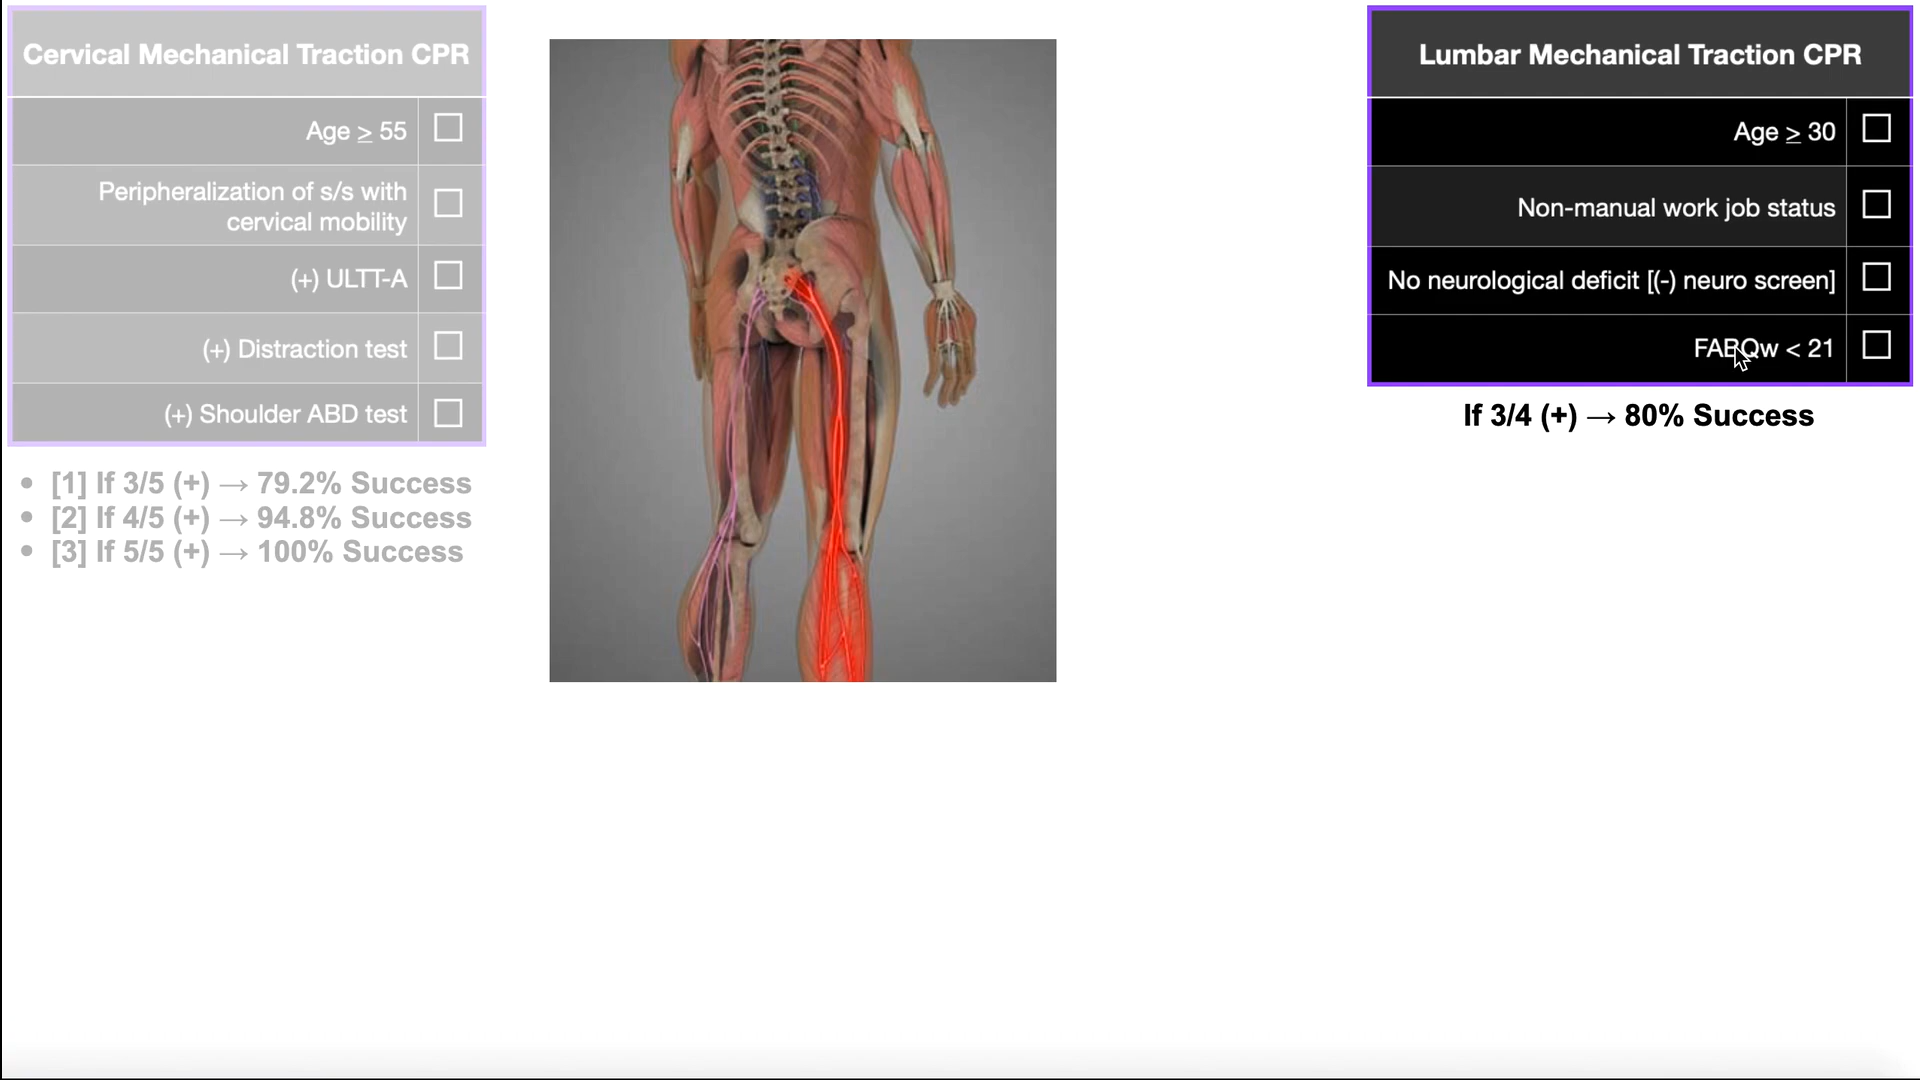 Cervical Mechanical Traction CPR
Age ≥ 55
Peripheralization of s/s with
cervical mobility
(+) ULTT-A
(+) Distraction test
(+) Shoulder ABD test
• [1] If 3/5 (+) → 79.2% Success
• [2] If 4/5 (+) → 94.8% Success
• [3] If 5/5 (+) → 100% Success
Lumbar Mechanical Traction CPR
Age ≥ 30
Non-manual work job status
No neurological deficit [(-) neuro screen]
FABQw < 21
If 3/4 (+) → 80% Success